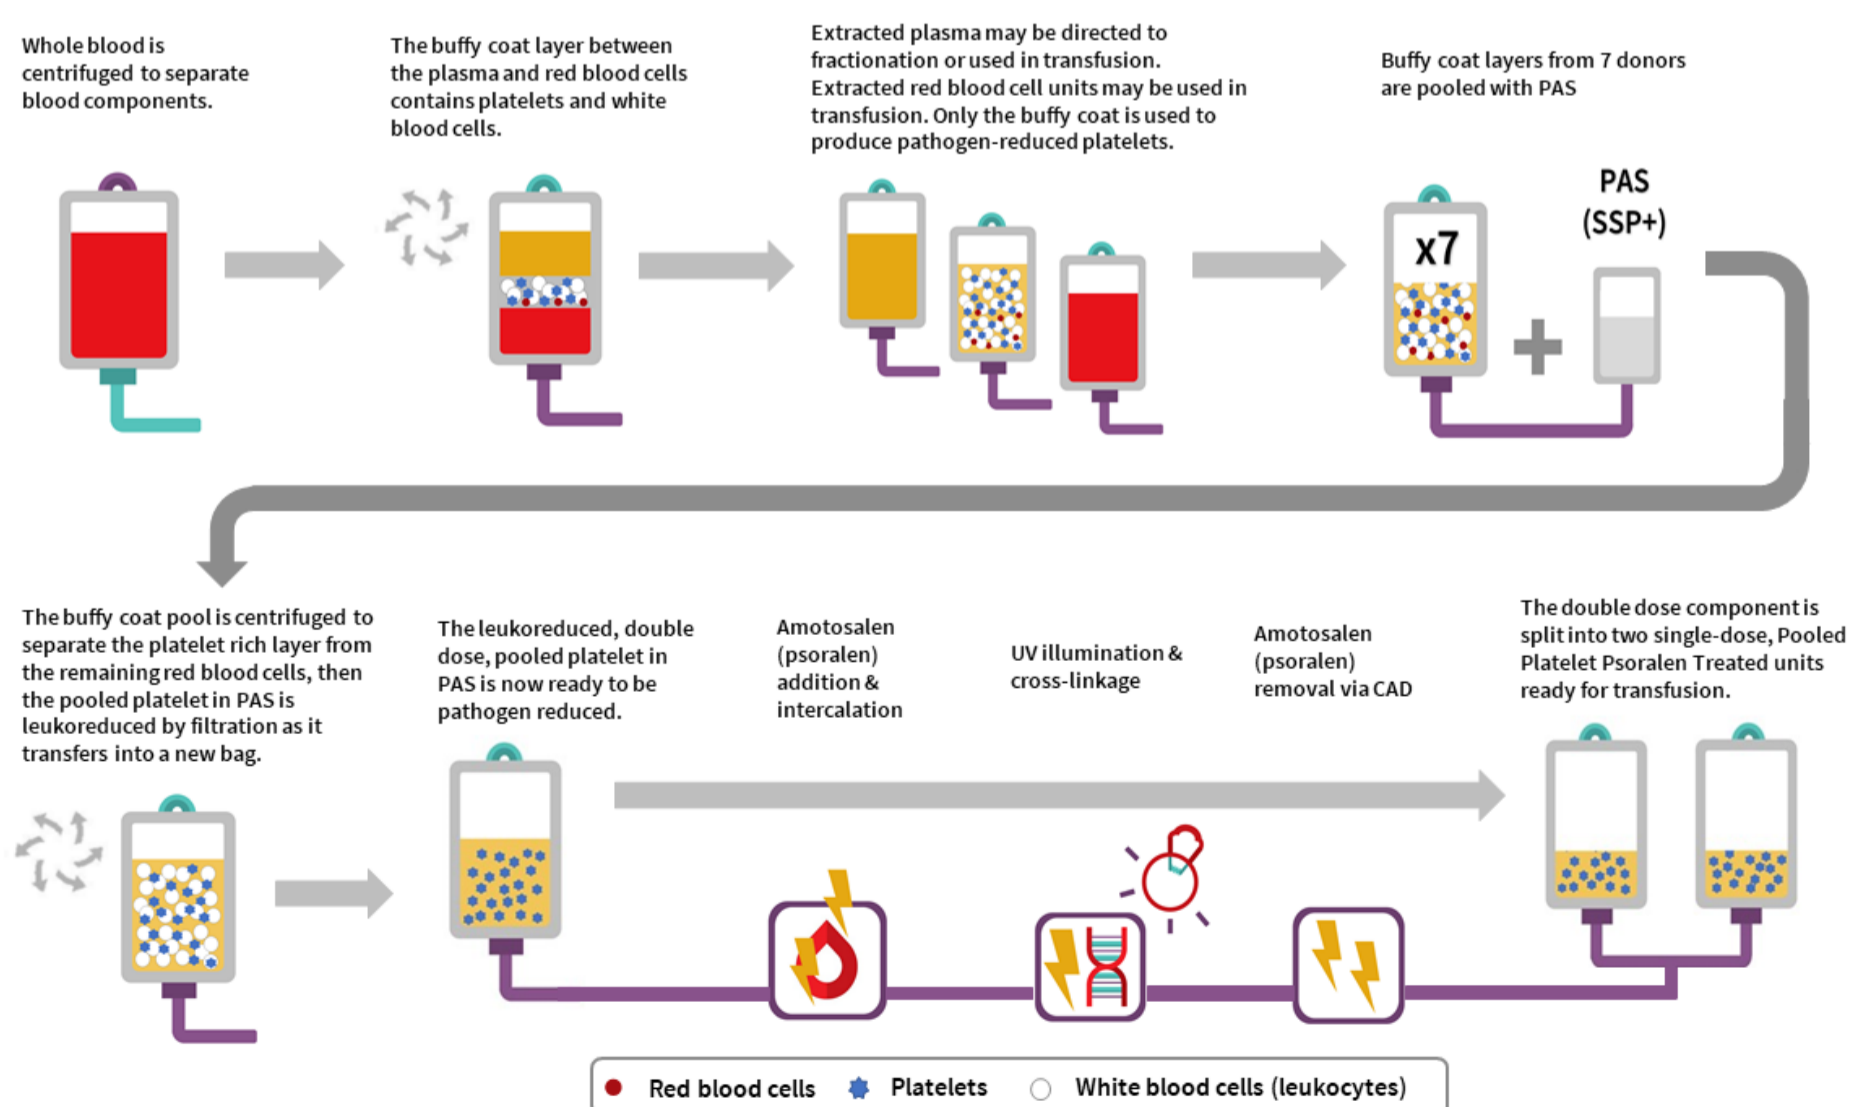 Whole blood is
centrifuged to separate
blood components.
The buffy coat layer between
the plasma and red blood cells
contains platelets and white
blood cells.
Extracted plasma may be directed to
fractionation or used in transfusion.
Extracted red blood cell units may be used in
transfusion. Only the buffy coat is used to
produce pathogen-reduced platelets.
Buffy coat layers from 7 donors
are pooled with PAS
x7
PAS
(SSP+)
The buffy coat pool is centrifuged to
separate the platelet rich layer from
the remaining red blood cells, then
the pooled platelet in PAS is
leukoreduced by filtration as it
transfers into a new bag.
The leukoreduced, double
dose, pooled platelet in
PAS is now ready to be
pathogen reduced.
Amotosalen
(psoralen)
addition &
intercalation
UV illumination &
cross-linkage
Amotosalen
(psoralen)
removal via CAD
The double dose component is
split into two single-dose, Pooled
Platelet Psoralen Treated units
ready for transfusion.
Red blood cells
Platelets
White blood cells (leukocytes)